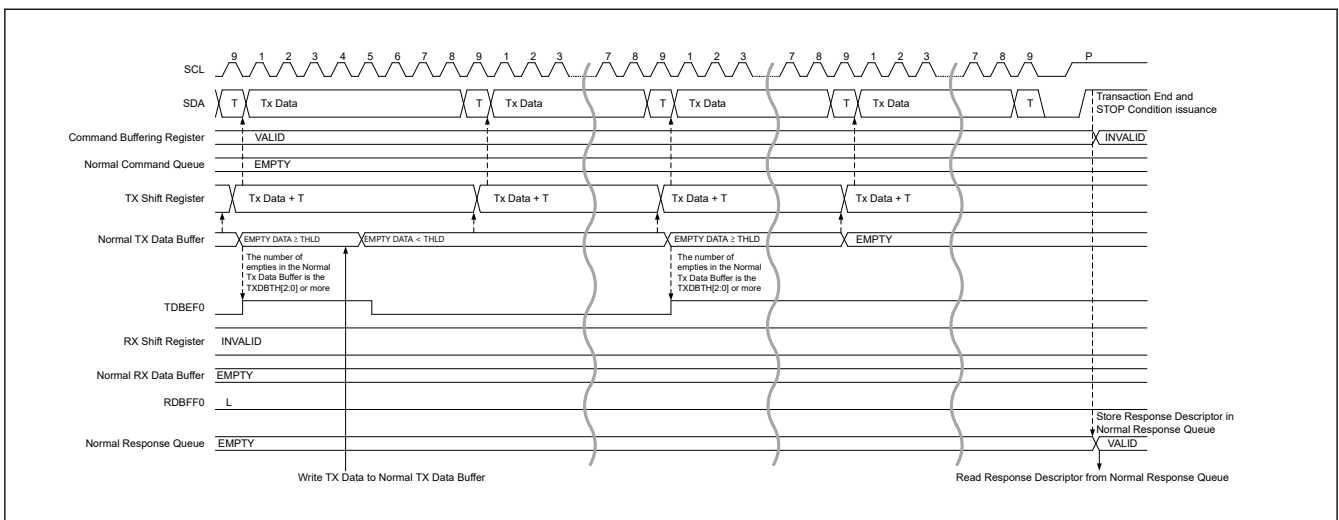 9 1 2 3 4 5 6 7 8 9 1 2 3 7 8 9 1 2 3 7 8 9 1 2 3 7 8 9 P
SCL
SDA T Tx Data T Tx Data T Tx Data T Tx Data T
Transaction End and
STOP Condition issuance
Command Buffering Register VALID INVALID
Normal Command Queue EMPTY
TX Shift Register Tx Data + T Tx Data + T Tx Data + T Tx Data + T
Normal TX Data Buffer EMPTY DATA ≥ THLD EMPTY DATA < THLD EMPTY DATA ≥ THLD EMPTY
The number of
empties in the Normal
Tx Data Buffer is the
TXDBTH[2:0] or more
The number of
empties in the Normal
Tx Data Buffer is the
TXDBTH[2:0] or more
TDBEF0
RX Shift Register INVALID
Normal RX Data Buffer EMPTY
RDBFF0 L
Store Response Descriptor in
Normal Response Queue
Normal Response Queue EMPTY VALID
Write TX Data to Normal TX Data Buffer
Read Response Descriptor from Normal Response Queue